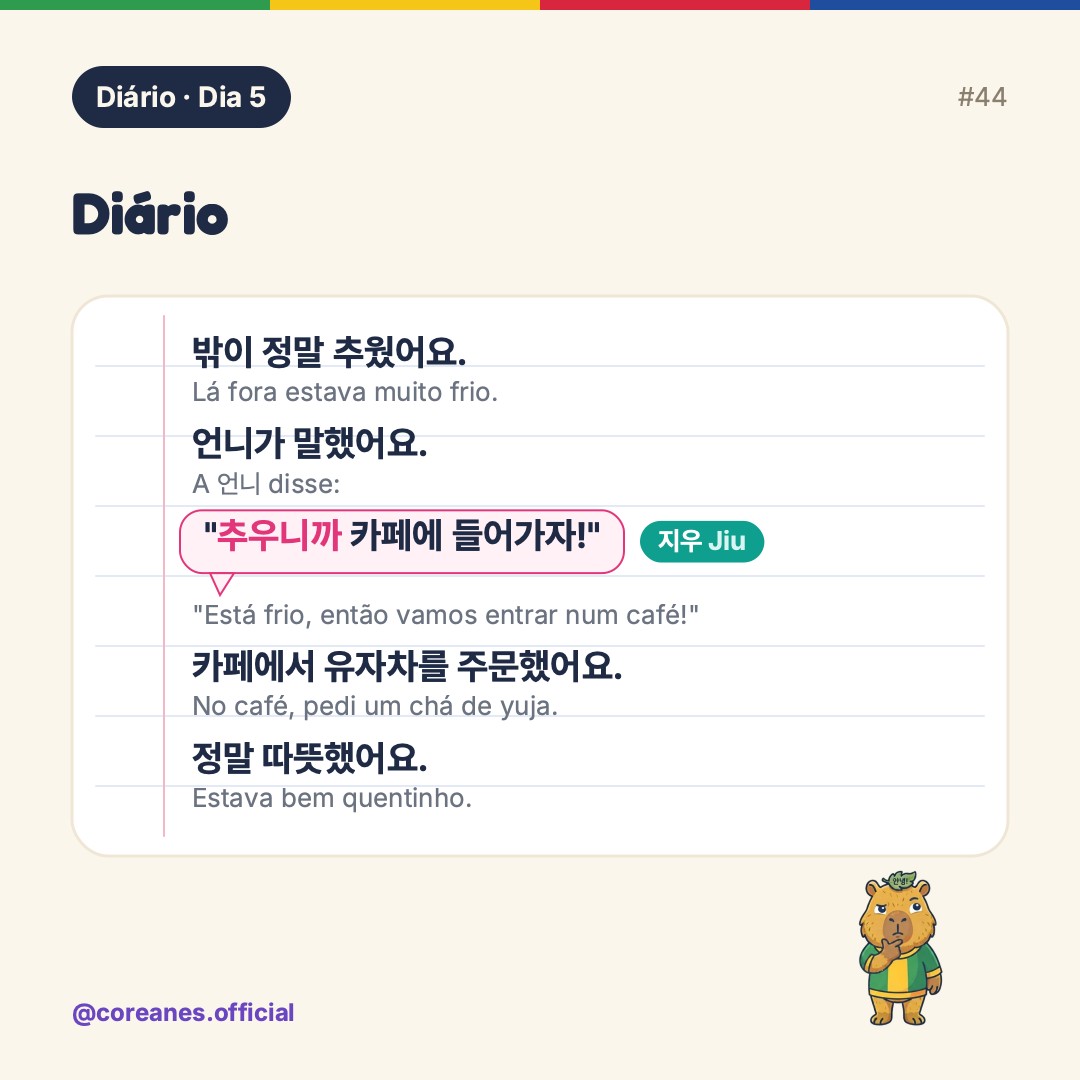 Diário · Dia 5
#44
Diário
밖이 정말 추웠어요.
Lá fora estava muito frio.
언니가 말했어요.
A 언니 disse:
"추우니까 카페에 들어가자!"
지우 Jiu
"Está frio, então vamos entrar num café!"
카페에서 유자차를 주문했어요.
No café, pedi um chá de yuja.
정말 따뜻했어요.
Estava bem quentinho.
안녕!
@coreanes.official